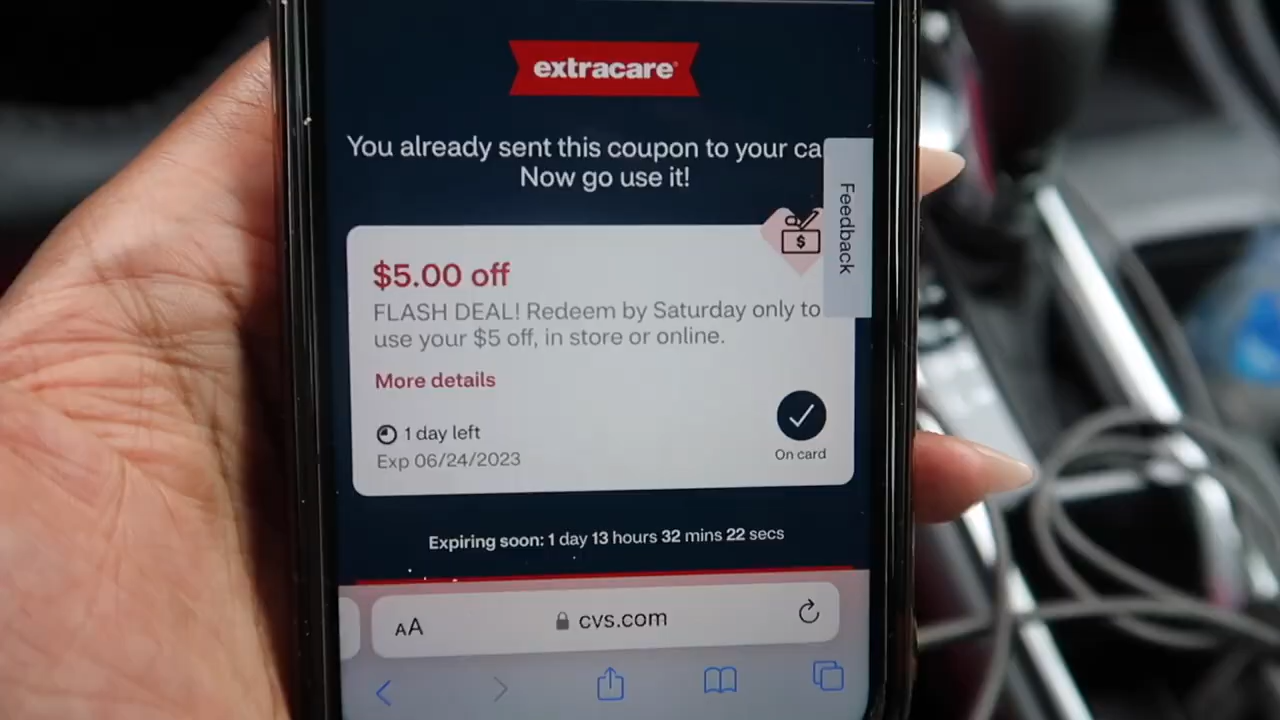 extracare
You already sent this coupon to your
Now go use it!
Feedback
$
$5.00 off
FLASH DEAL! Redeem by Saturday only to
use your $5 off, in store or online.
More details
1 day left
Exp 06/24/2023
On card
Expiring soon: 1 day 13 hours 32 mins 22 secs
AA
cvs.com